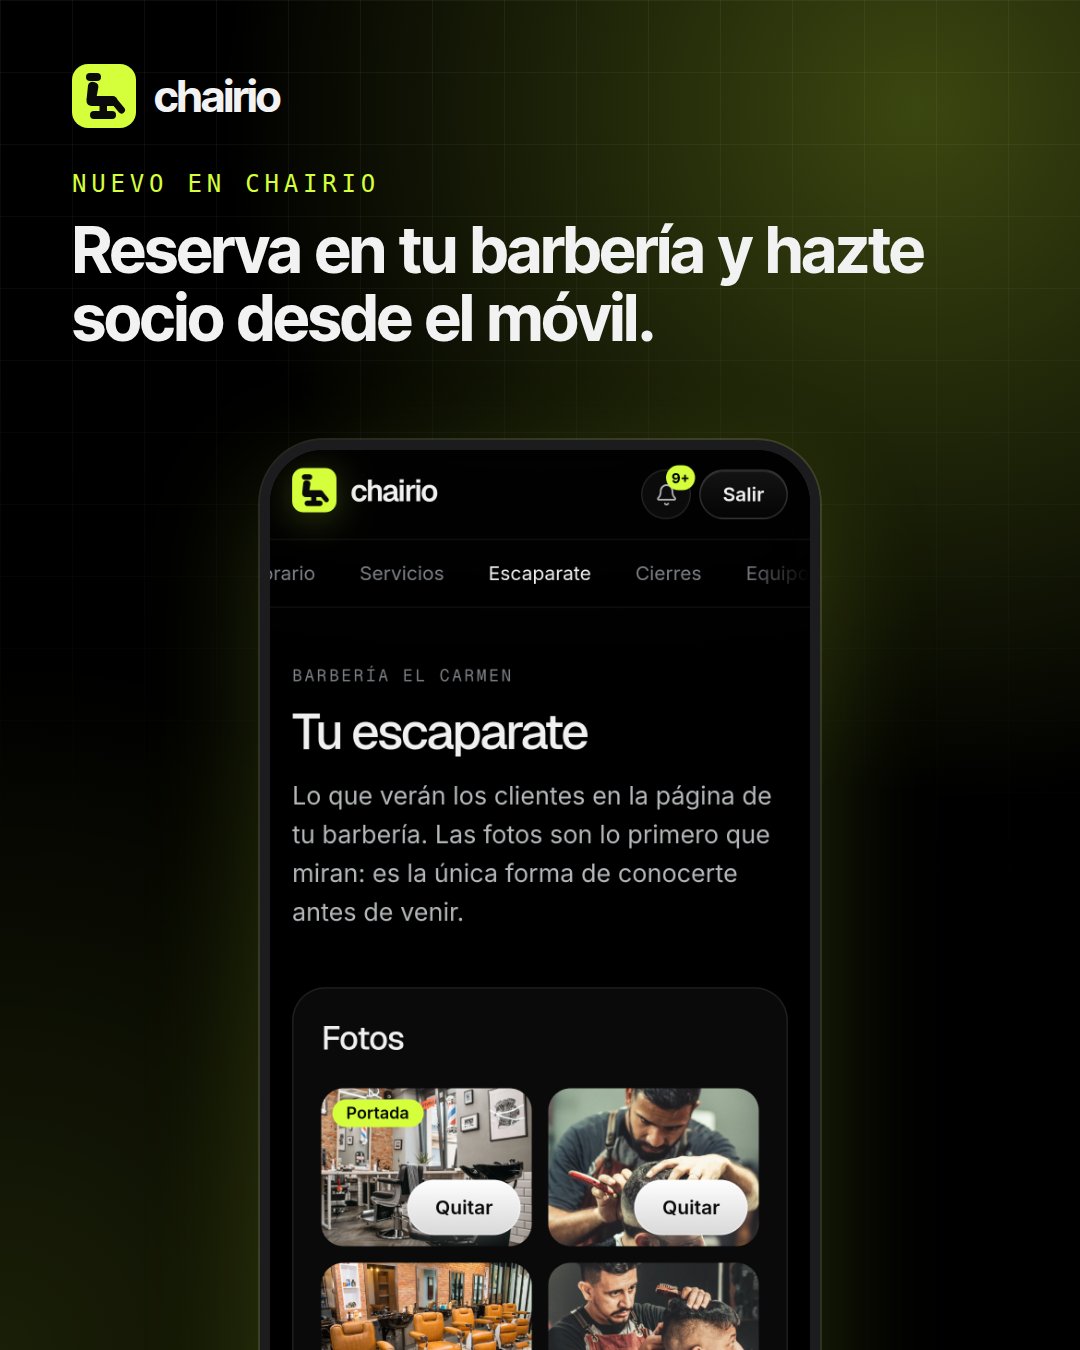 chairio
NUEVO EN CHAIRIO
Reserva en tu barbería y hazte
socio desde el móvil.
chairio
9+
Salir
orario
Servicios
Escaparate
Cierres
Equipo
BARBERÍA EL CARMEN
Tu escaparate
Lo que verán los clientes en la página de
tu barbería. Las fotos son lo primero que
miran: es la única forma de conocerte
antes de venir.
Fotos
Portada
Quitar
Quitar